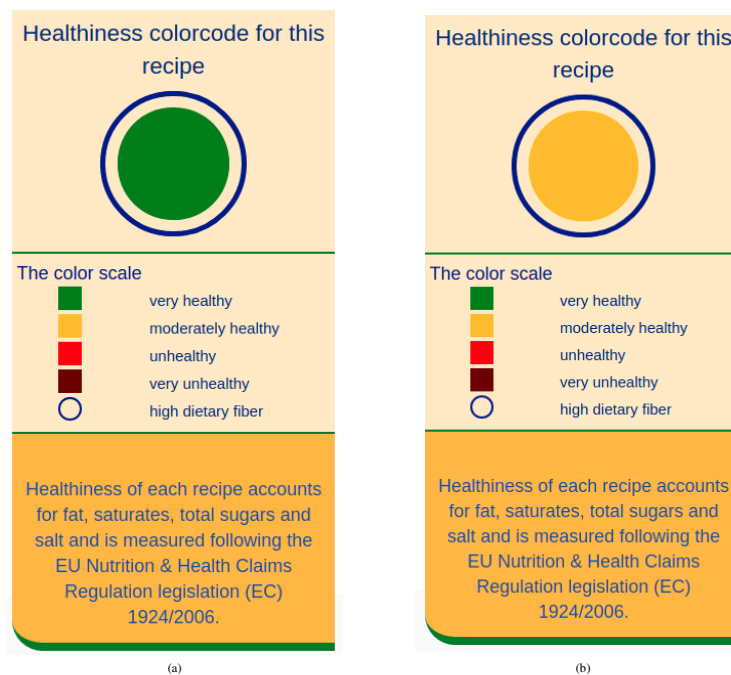 Healthiness colorcode for this
recipe
The color scale
very healthy
moderately healthy
unhealthy
very unhealthy
high dietary fiber
Healthiness of each recipe accounts
for fat, saturates, total sugars and
salt and is measured following the
EU Nutrition & Health Claims
Regulation legislation (EC)
1924/2006.
(a)
Healthiness colorcode for this
recipe
The color scale
very healthy
moderately healthy
unhealthy
very unhealthy
high dietary fiber
Healthiness of each recipe accounts
for fat, saturates, total sugars and
salt and is measured following the
EU Nutrition & Health Claims
Regulation legislation (EC)
1924/2006.
(b)